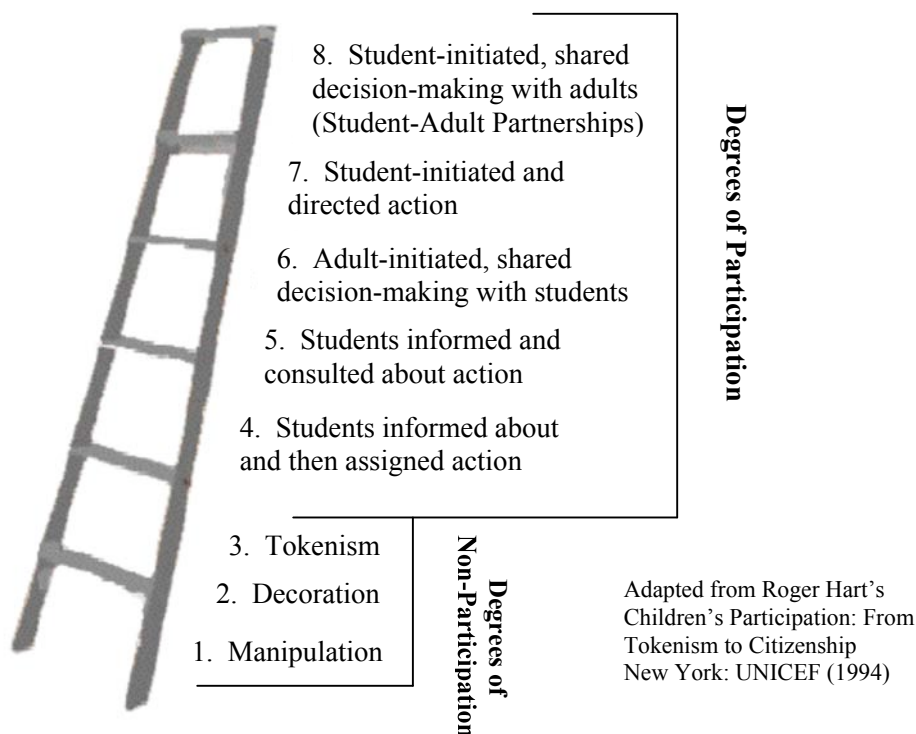 8. Student-initiated, shared
decision-making with adults
(Student-Adult Partnerships)
7. Student-initiated and
directed action
6. Adult-initiated, shared
decision-making with students
5. Students informed and
consulted about action
4. Students informed about
and then assigned action
3. Tokenism
2. Decoration
1. Manipulation
Degrees of Participation
Degrees of
Non-Participation
Adapted from Roger Hart's
Children's Participation: From
Tokenism to Citizenship
New York: UNICEF (1994)